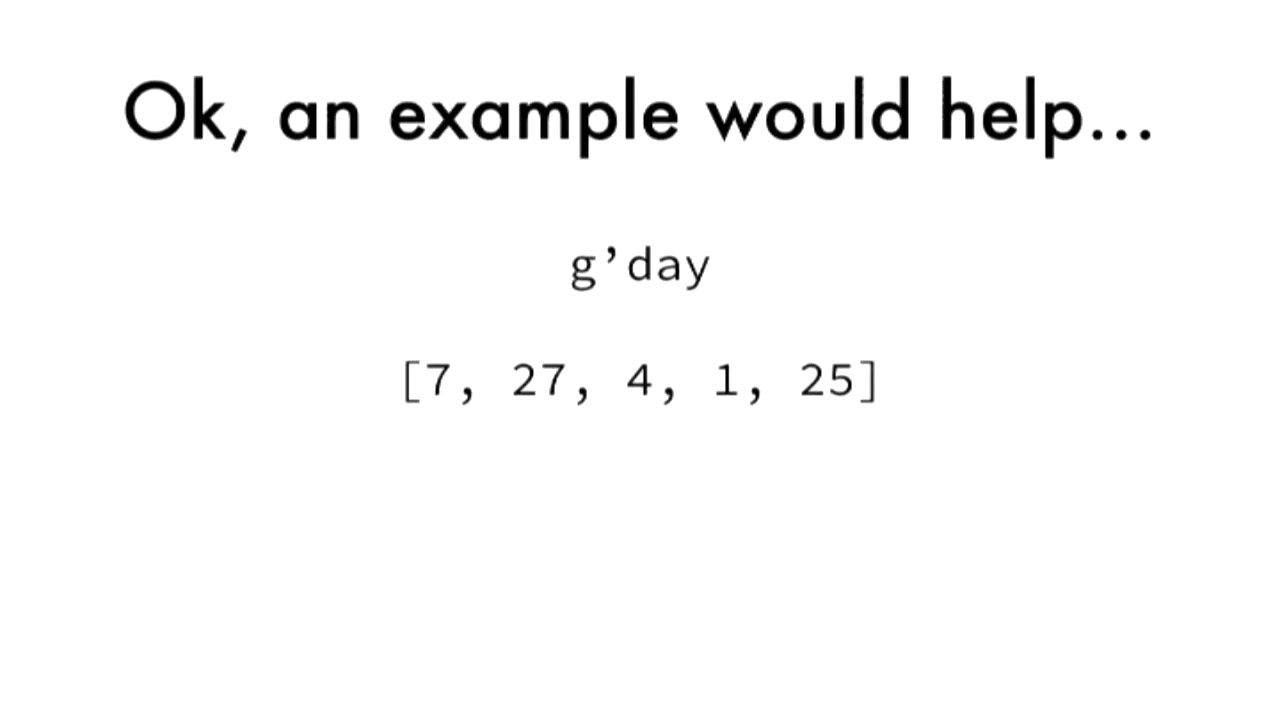 Ok, an example would help...
g’day
[7, 27, 4, 1, 25]